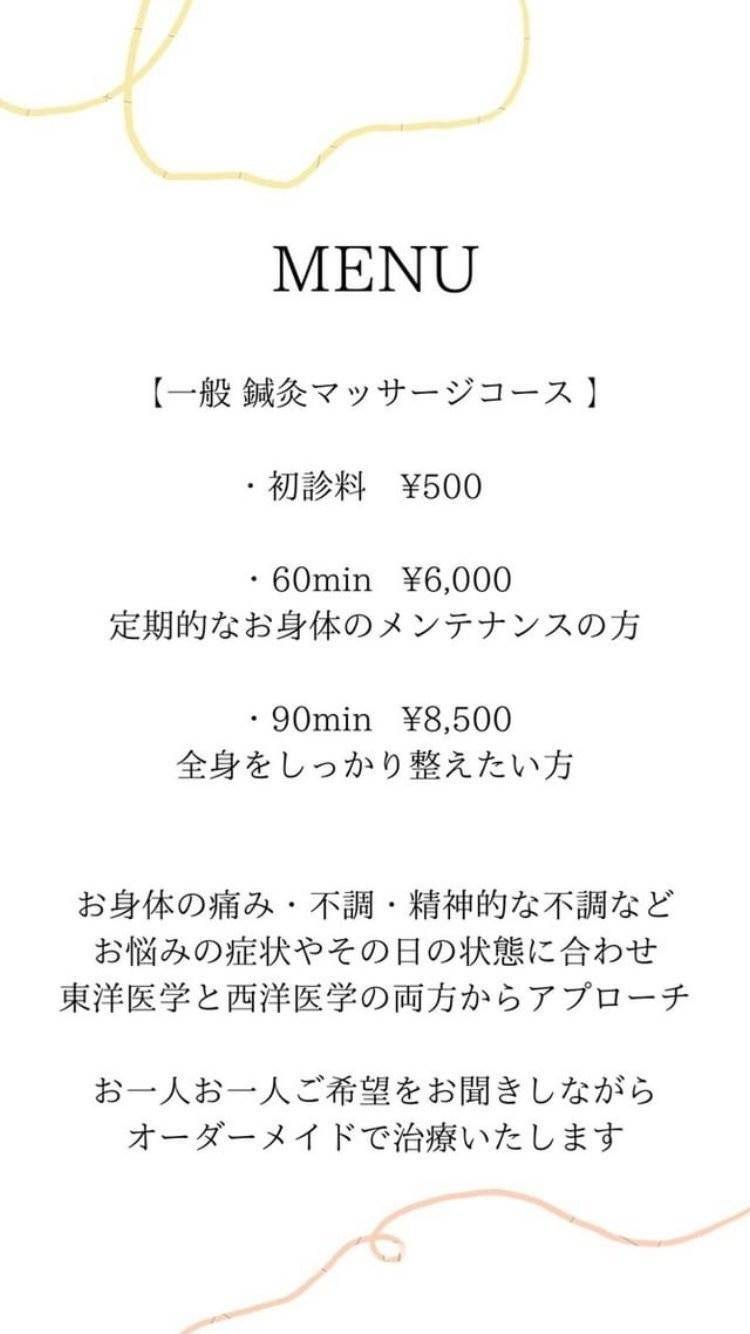 MENU
【一般 鍼灸マッサージコース 】
・初診料　¥500
・60min　¥6,000
定期的なお身体のメンテナンスの方
・90min　¥8,500
全身をしっかり整えたい方
お身体の痛み・不調・精神的な不調など
お悩みの症状やその日の状態に合わせ
東洋医学と西洋医学の両方からアプローチ
お一人お一人ご希望をお聞きしながら
オーダーメイドで治療いたします